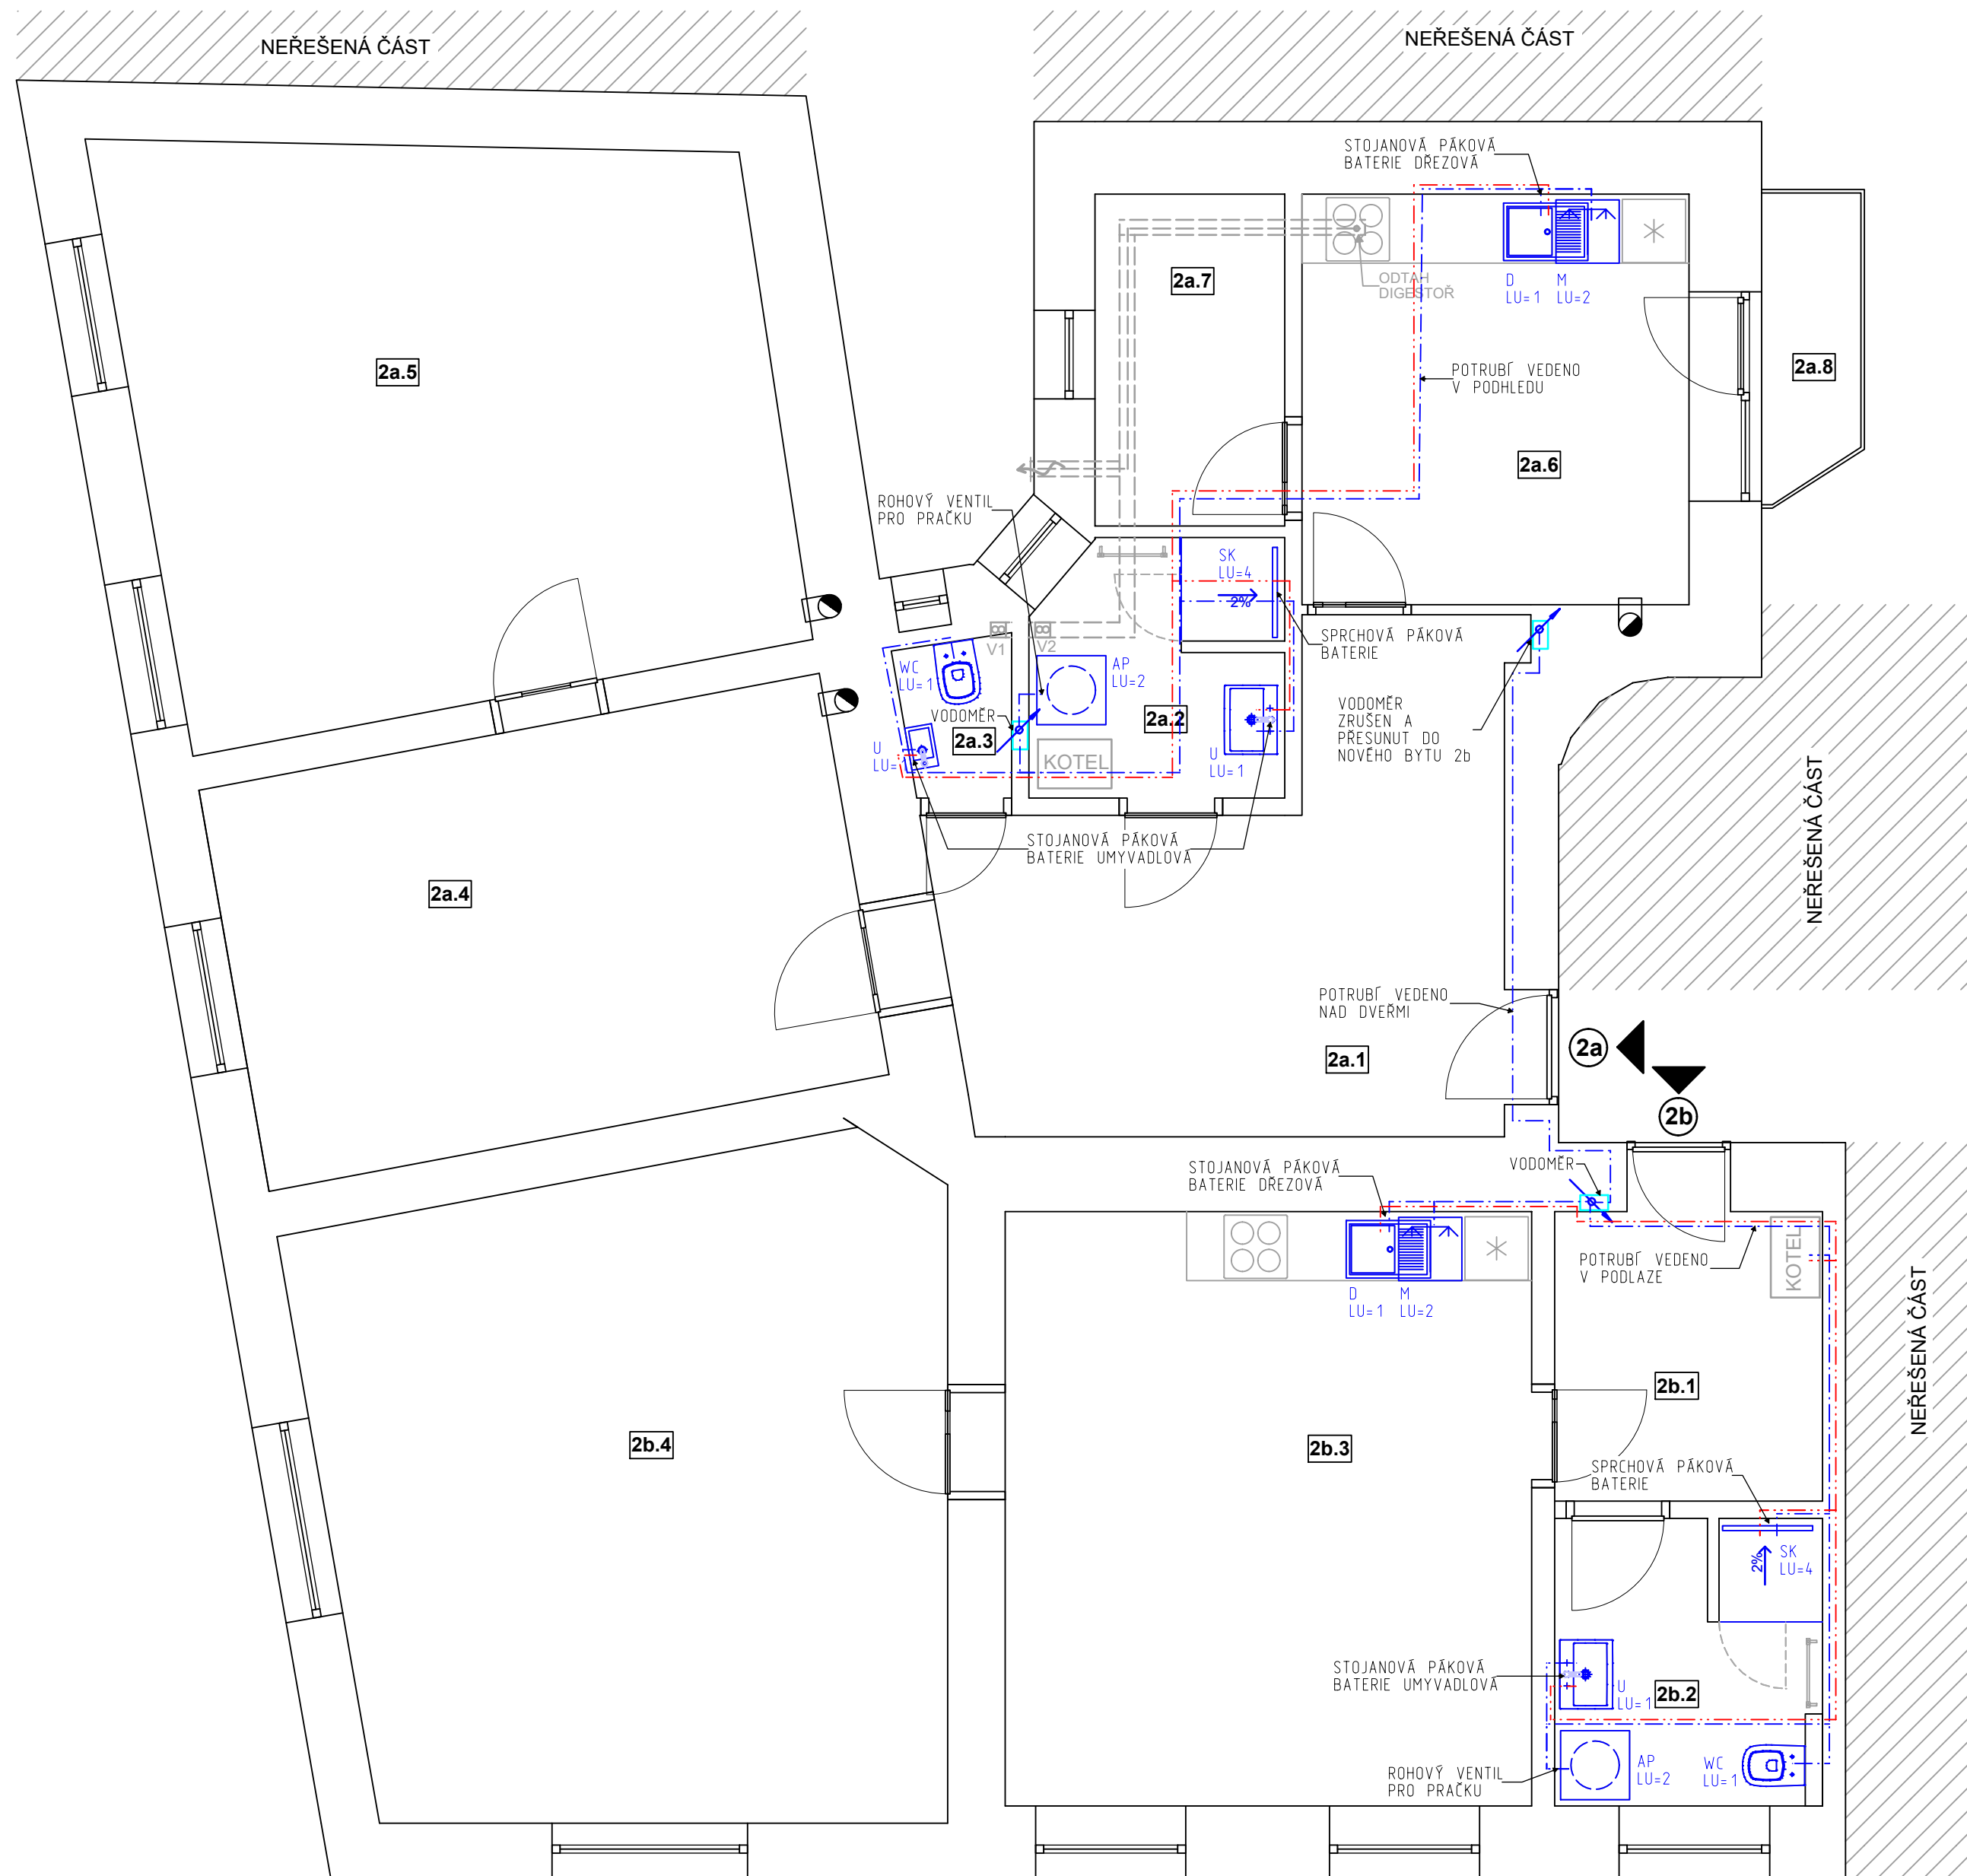 NEŘEŠENÁ ČÁST
NEŘEŠENÁ ČÁST
STOJANOVÁ PÁKOVÁ
BATERIE DŘEZOVÁ
2a.7
ODTAH
DIGESTOŘ
D
LU=1
M
LU=2
2a.5
POTRUBÍ VEDENO
V PODHLEDU
2a.8
2a.6
ROHOVÝ VENTIL
PRO PRAČKU
SK
LU=4
2%
SPRCHOVÁ PÁKOVÁ
BATERIE
V1
V2
WC
LU=1
AP
LU=2
VODOMĚR
2a.3
2a.2
U
LU=
KOTEL
U
LU=1
VODOMĚR
ZRUŠEN A
PŘESUNUT DO
NOVÉHO BYTU 2b
NEŘEŠENÁ ČÁST
STOJANOVÁ PÁKOVÁ
BATERIE UMYVADLOVÁ
2a.4
POTRUBÍ VEDENO
NAD DVEŘMI
2a.1
2a
2b
STOJANOVÁ PÁKOVÁ
BATERIE DŘEZOVÁ
VODOMĚR
POTRUBÍ VEDENO
V PODLAZE
KOTEL
D
LU=1
M
LU=2
NEŘEŠENÁ ČÁST
2b.1
2b.4
2b.3
SPRCHOVÁ PÁKOVÁ
BATERIE
2%
SK
LU=4
STOJANOVÁ PÁKOVÁ
BATERIE UMYVADLOVÁ
U
LU=1
2b.2
ROHOVÝ VENTIL
PRO PRAČKU
AP
LU=2
WC
LU=1